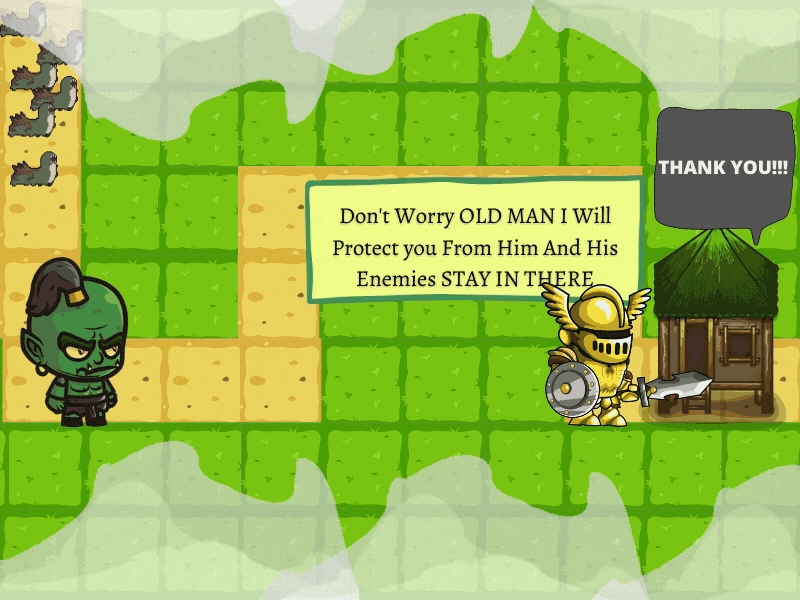 Don't Worry OLD MAN I Will
Protect you From Him And His
Enemies STAY IN THERE
THANK YOU!!!